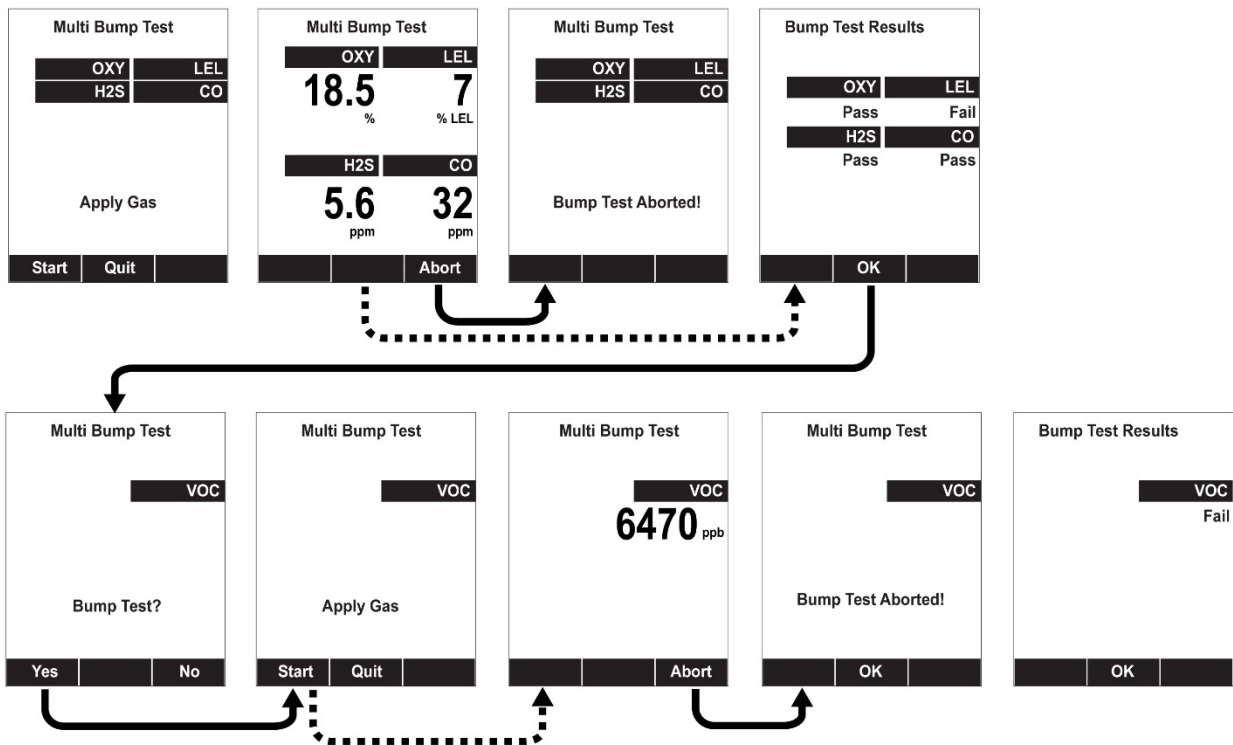 Multi Bump Test
OXY LEL
H2S CO
Apply Gas
Start Quit
Multi Bump Test
OXY LEL
18.5 7
% % LEL
H2S CO
5.6 32
ppm ppm
Abort
Multi Bump Test
OXY LEL
H2S CO
Bump Test Aborted!
Bump Test Results
OXY LEL
Pass Fail
H2S CO
Pass Pass
OK
Multi Bump Test
VOC
Bump Test?
Yes No
Multi Bump Test
VOC
Apply Gas
Start Quit
Multi Bump Test
VOC
6470 ppb
Abort
Multi Bump Test
VOC
Bump Test Aborted!
OK
Bump Test Results
VOC
Fail
OK